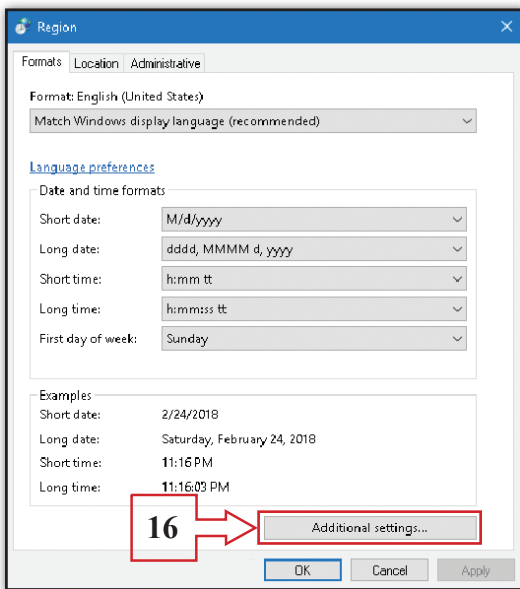 Region
Formats Location Administrative
Format: English (United States)
Match Windows display language (recommended)
Language preferences
Date and time formats
Short date: M/d/yyyy
Long date: dddd, MMMM d, yyyy
Short time: h:mm tt
Long time: h:mm:ss tt
First day of week: Sunday
Examples
Short date: 2/24/2018
Long date: Saturday, February 24, 2018
Short time: 11:16 PM
Long time: 11:16:03 PM
16 Additional settings...
OK Cancel Apply